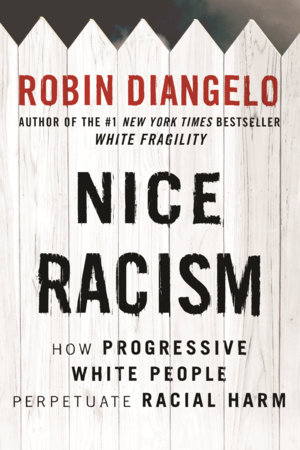 ROBIN DIANGELO
AUTHOR OF THE #1 NEW YORK TIMES BESTSELLER
WHITE FRAGILITY
NICE
RACISM
HOW PROGRESSIVE
WHITE PEOPLE
PERPETUATE RACIAL HARM